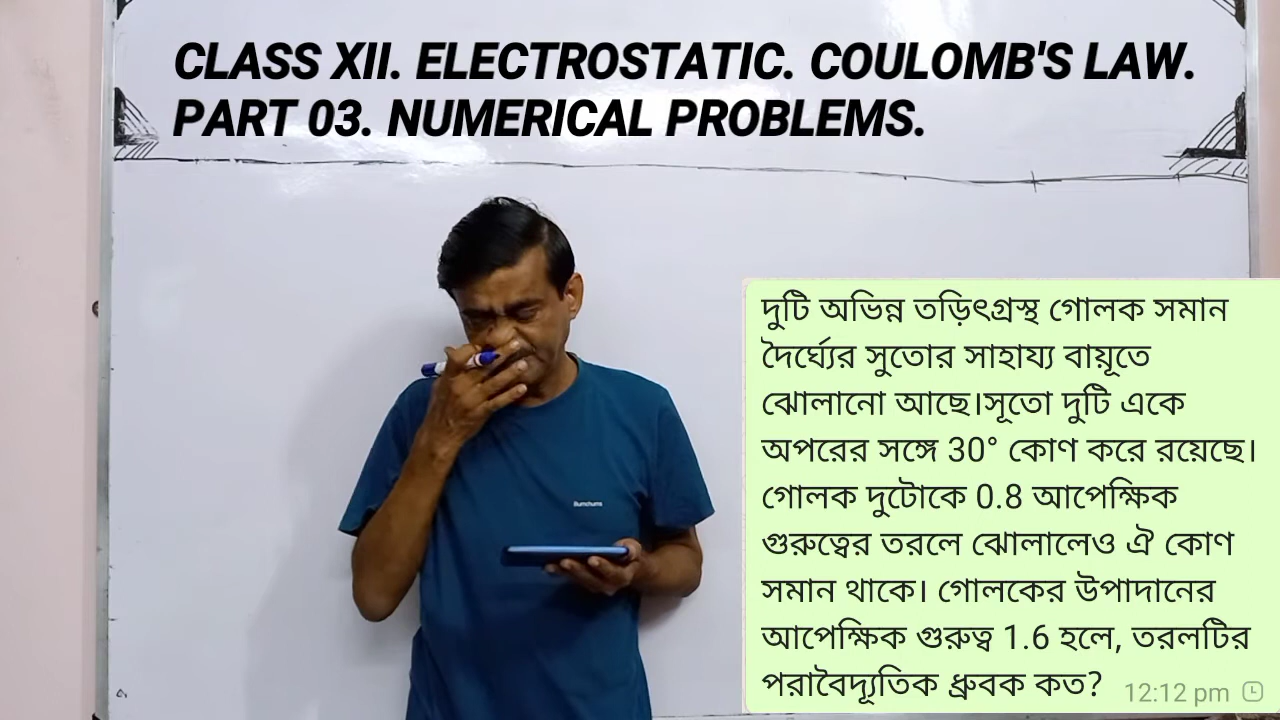 CLASS XII. ELECTROSTATIC. COULOMB'S LAW.
PART 03. NUMERICAL PROBLEMS.
দুটি অভিন্ন তড়িৎগ্রস্থ গোলক সমান
দৈর্ঘ্যের সুতোর সাহায্য বায়ূতে
ঝোলানো আছে।সূতো দুটি একে
অপরের সঙ্গে 30° কোণ করে রয়েছে।
গোলক দুটোকে 0.8 আপেক্ষিক
গুরুত্বের তরলে ঝোলালেও ঐ কোণ
সমান থাকে। গোলকের উপাদানের
আপেক্ষিক গুরুত্ব 1.6 হলে, তরলটির
পরাবৈদ্যূতিক ধ্রুবক কত?
12:12 pm
Rumchums